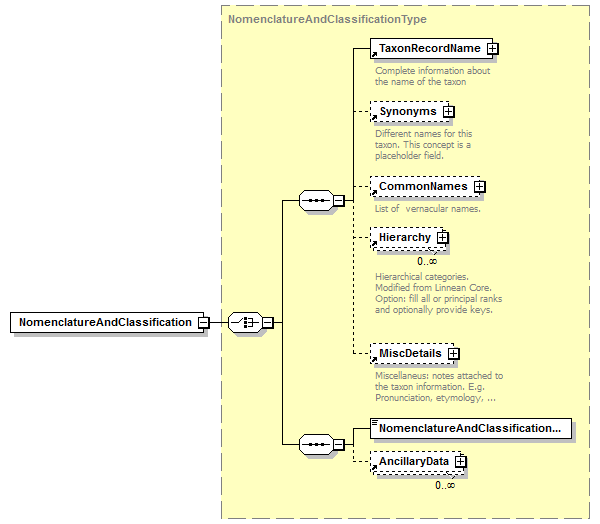 NomenclatureAndClassificationType
TaxonRecordName
Complete information about
the name of the taxon
Synonyms
Different names for this
taxon. This concept is a
placeholder field.
CommonNames
List of vernacular names.
Hierarchy
0..∞
Hierarchical categories.
Modified from Linnean Core.
Option: fill all or principal ranks
and optionally provide keys.
NomenclatureAndClassification
MiscDetails
Miscellaneus: notes attached to
the taxon information. E.g.
Pronunciation, etymology, ...
NomenclatureAndClassification...
AncillaryData
0..∞